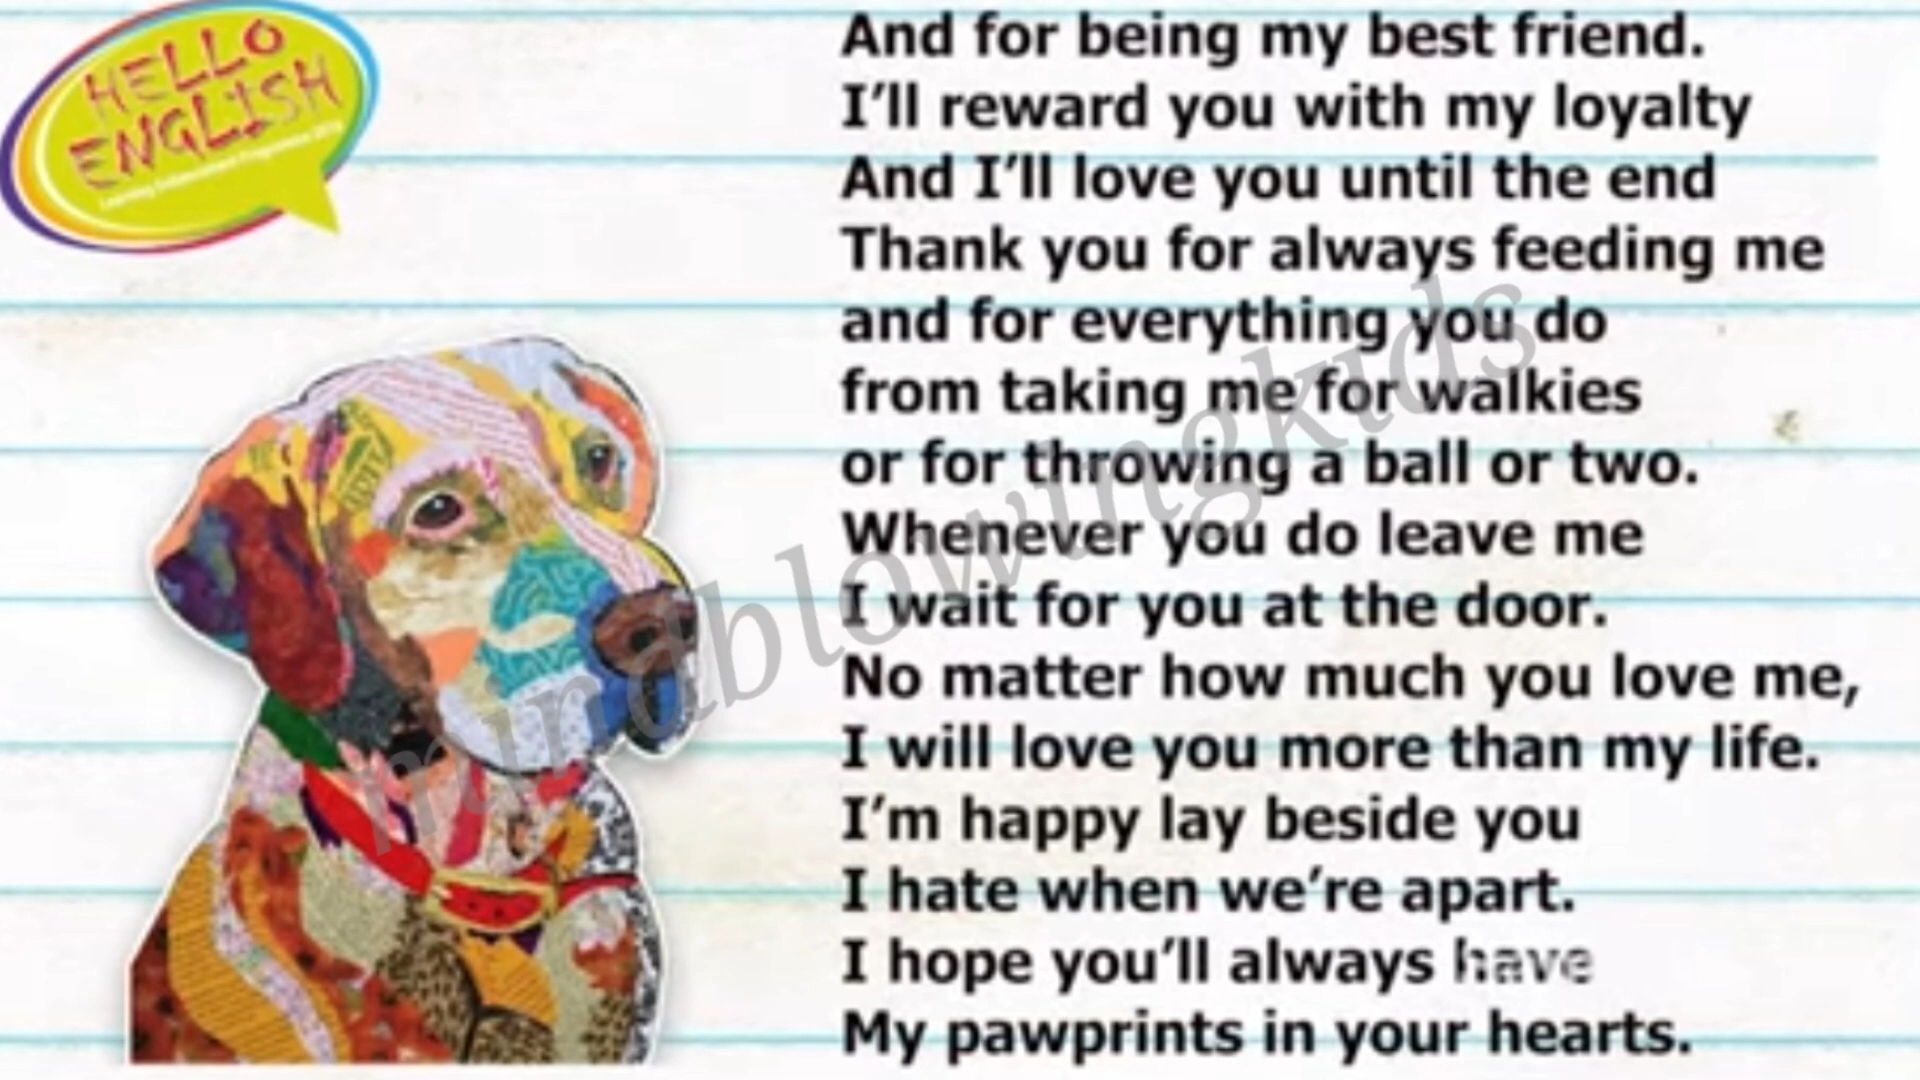 HELLO
ENGLISH
And for being my best friend.
I’ll reward you with my loyalty
And I’ll love you until the end
Thank you for always feeding me
and for everything you do
from taking me for walkies
or for throwing a ball or two.
Whenever you do leave me
I wait for you at the door.
No matter how much you love me,
I will love you more than my life.
I’m happy lay beside you
I hate when we’re apart.
I hope you’ll always have
My pawprints in your hearts.
minablowingkids